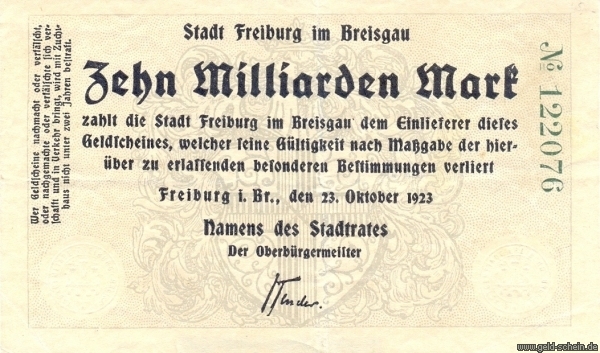 Stadt Freiburg im Breisgau
Zehn Milliarden Mark
zahlt die Stadt Freiburg im Breisgau dem Einlieferer dieses
Geldscheines, welcher seine Gültigkeit nach Maßgabe der hier-
über zu erlassenden besonderen Bestimmungen verliert
Freiburg i. Br., den 23. Oktober 1923
Namens des Stadtrates
Der Oberbürgermeister
Wer Geldscheine nachmacht oder verfälscht,
oder nachgemachte oder verfälschte sich ver-
schafft und in Verkehr bringt, wird mit Zucht-
haus nicht unter zwei Jahren bestraft.
№ 122076
www.geld-schein.de